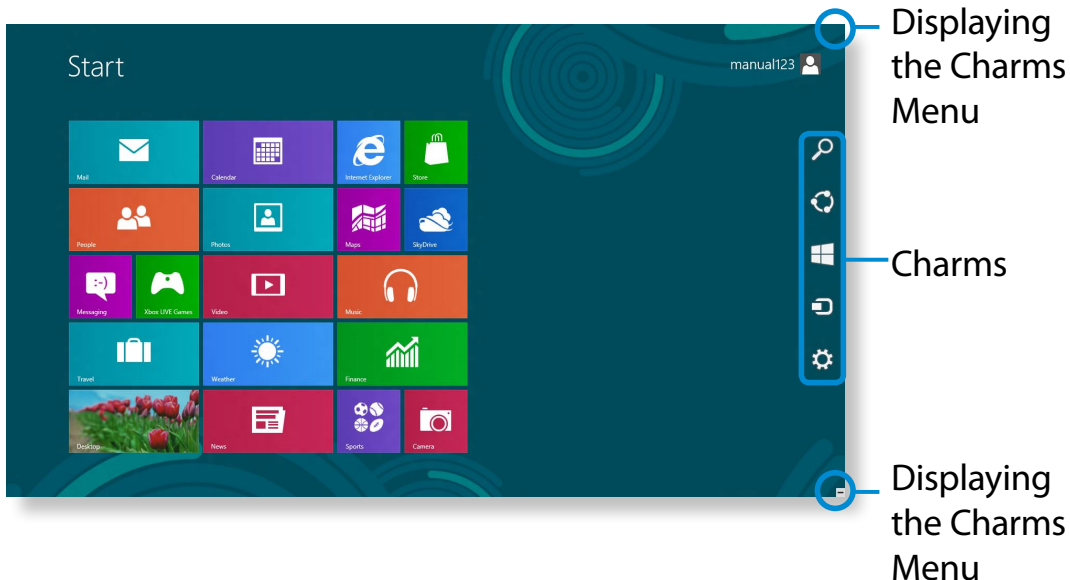 Displaying
the Charms
Menu
Start
manual123
Mail
Calendar
Internet Explorer
Store
People
Photos
Maps
SkyDrive
Charms
:-)
Messaging
Xbox LIVE Games
Video
Music
Travel
Weather
Finance
Desktop
News
Sports
Camera
Displaying
the Charms
Menu